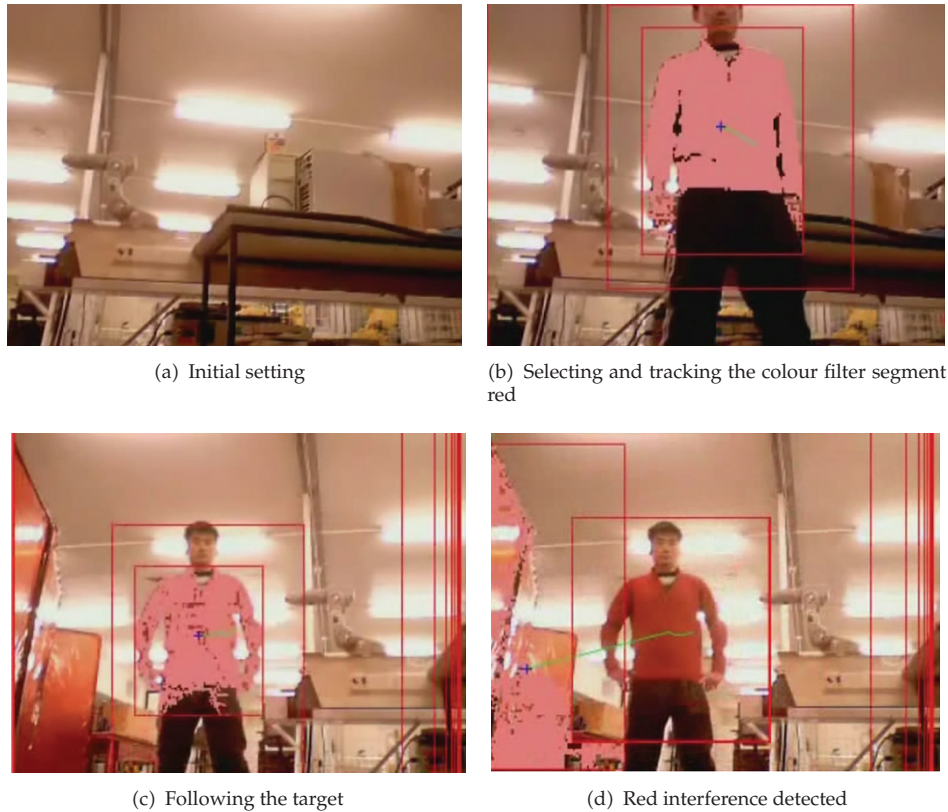 (a) Initial setting
(b) Selecting and tracking the colour filter segment
red
(c) Following the target
(d) Red interference detected